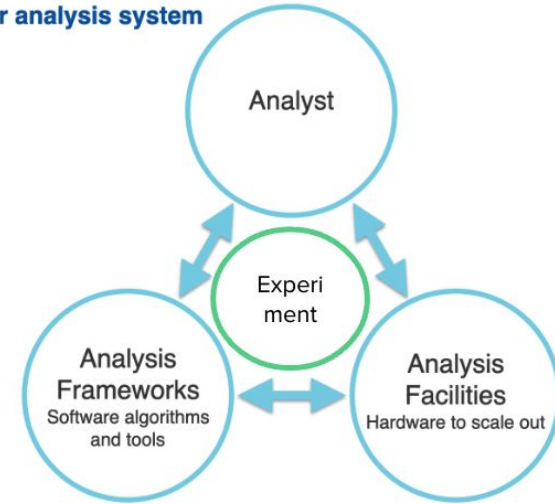 r analysis system
Analyst
Experi
ment
Analysis
Frameworks
Software algorithms
and tools
Analysis
Facilities
Hardware to scale out